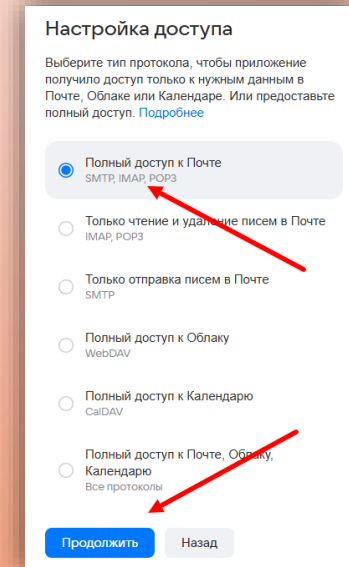 Настройка доступа
Выберите тип протокола, чтобы приложение
получило доступ только к нужным данным в
Почте, Облаке или Календаре. Или предоставьте
полный доступ. Подробнее
Полный доступ к Почте
SMTP, IMAP, POP3
Только чтение и удаление писем в Почте
IMAP, POP3
Только отправка писем в Почте
SMTP
Полный доступ к Облаку
WebDAV
Полный доступ к Календарю
CalDAV
Полный доступ к Почте, Облаку,
Календарю
Все протоколы
Продолжить
Назад